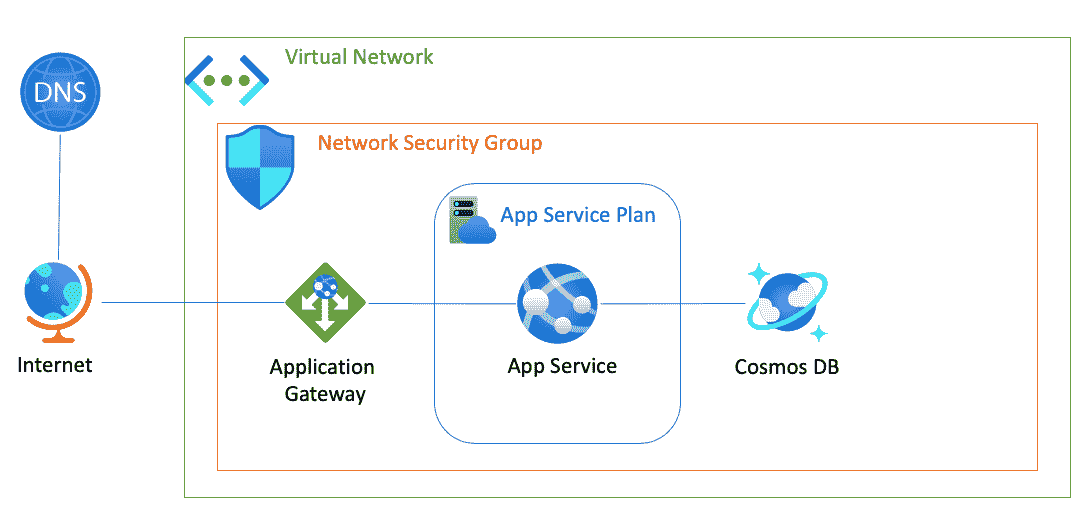 Virtual Network
DNS
Network Security Group
App Service Plan
Internet
Application
Gateway
App Service
Cosmos DB